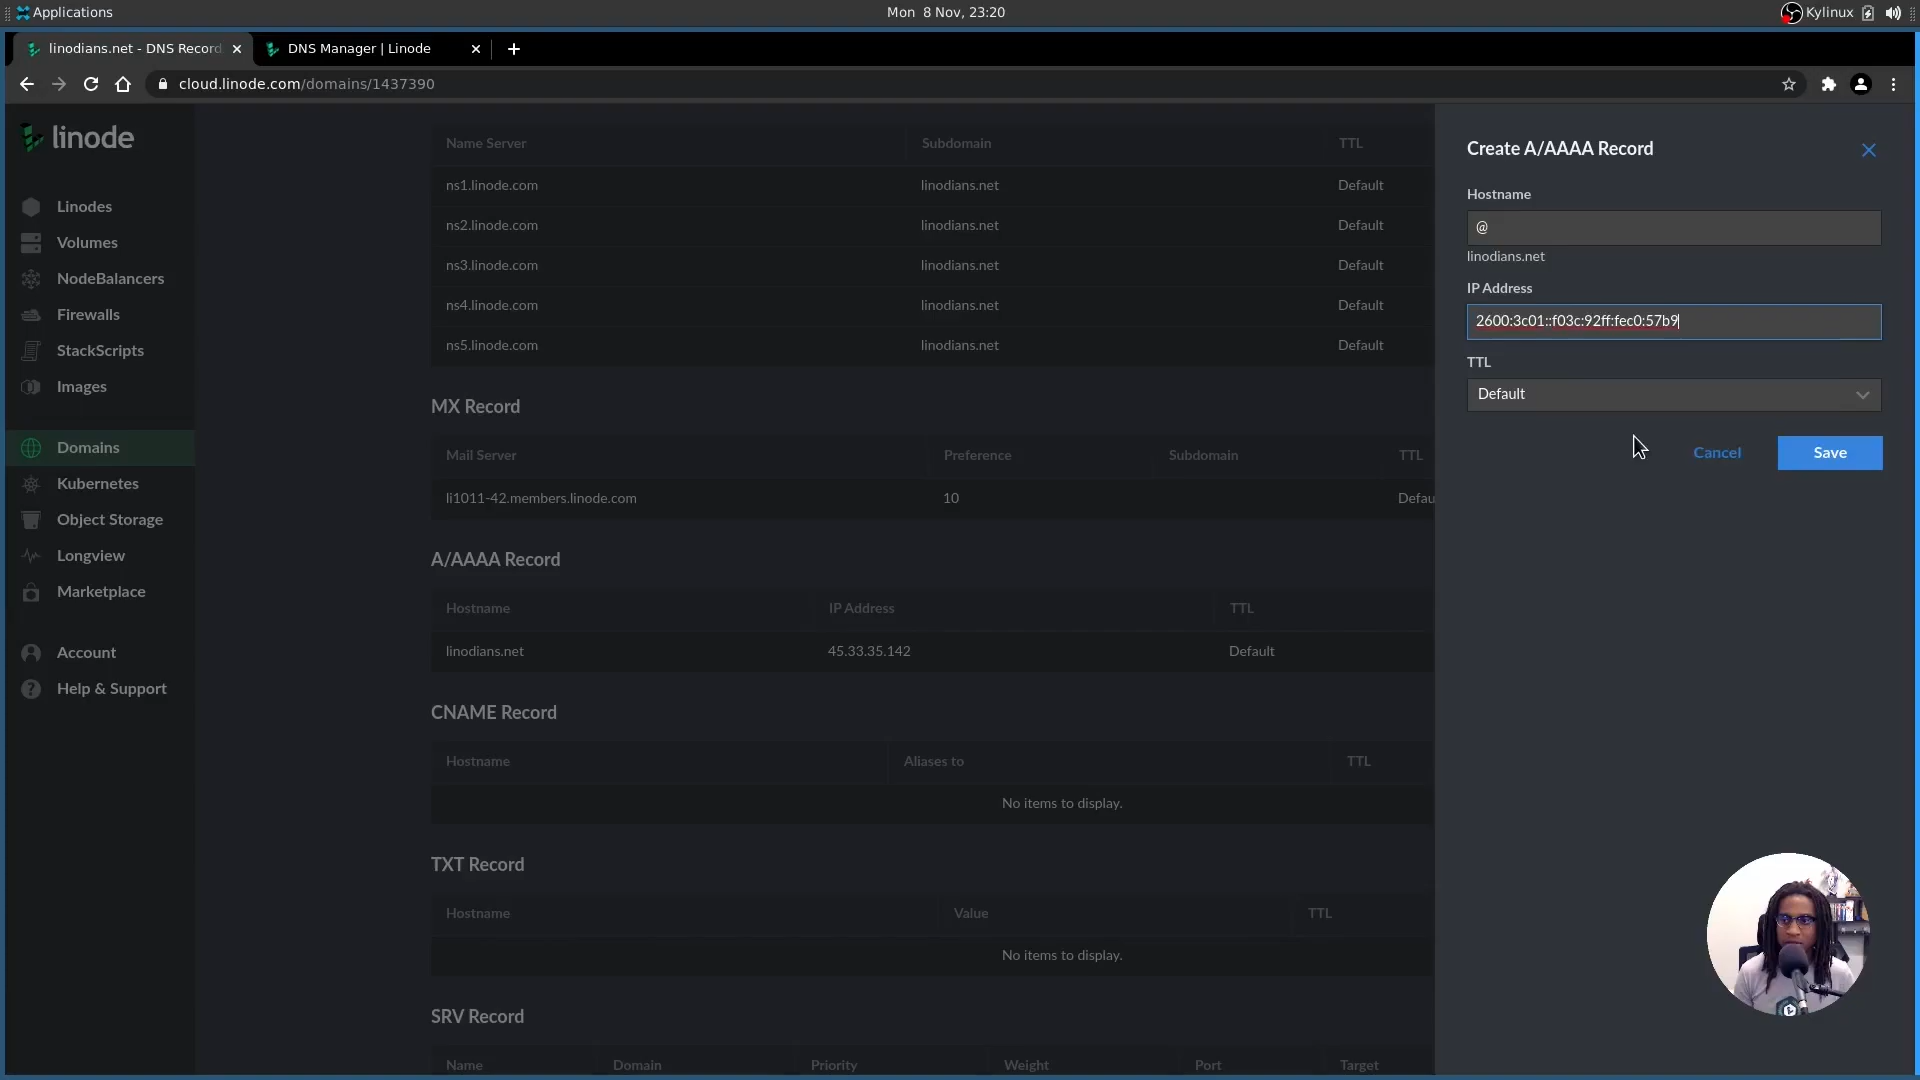 Applications
Mon 8 Nov, 23:20
Kylinux
linodians.net - DNS Record
DNS Manager | Linode
cloud.linode.com/domains/1437390
linode
Linodes
Volumes
NodeBalancers
Firewalls
StackScripts
Images
Domains
Kubernetes
Object Storage
Longview
Marketplace
Account
Help & Support
Name Server Subdomain TTL
ns1.linode.com linodians.net Default
ns2.linode.com linodians.net Default
ns3.linode.com linodians.net Default
ns4.linode.com linodians.net Default
ns5.linode.com linodians.net Default
MX Record
Mail Server Preference Subdomain TTL
li1011-42.members.linode.com 10 Defau
A/AAAA Record
Hostname IP Address TTL
linodians.net 45.33.35.142 Default
CNAME Record
Hostname Aliases to TTL
No items to display.
TXT Record
Hostname Value TTL
No items to display.
SRV Record
Name Domain Priority Weight Port Target
Create A/AAAA Record
Hostname
@
linodians.net
IP Address
2600:3c01::f03c:92ff:fec0:57b9
TTL
Default
Cancel
Save